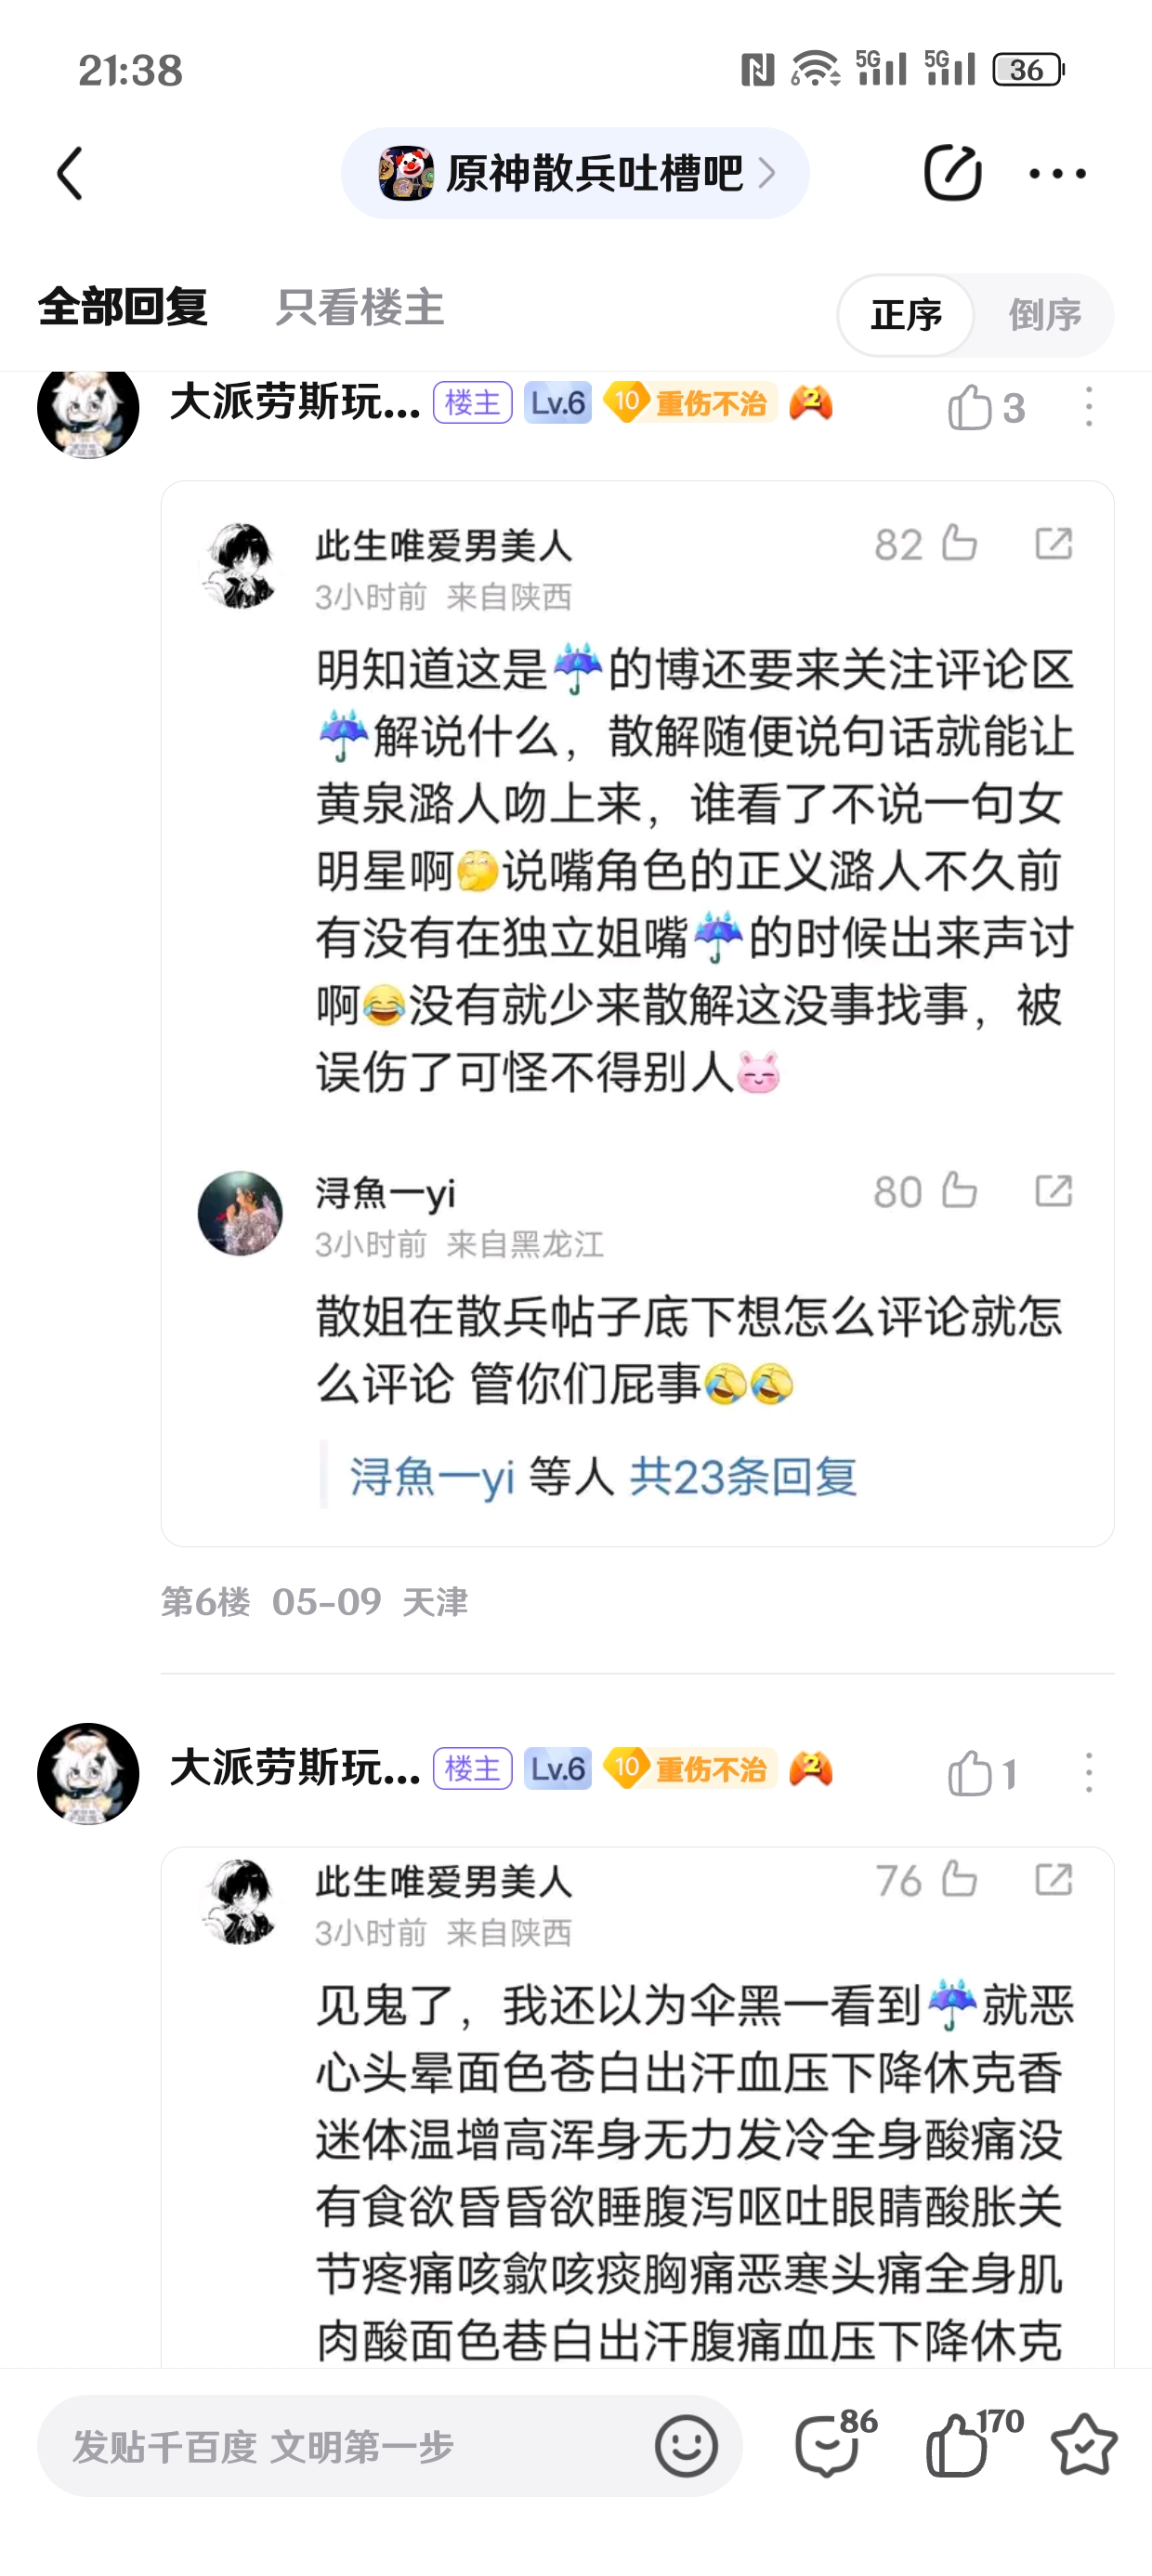 21:38
5G 5G 36
原神散兵吐槽吧
全部回复 只看楼主 正序 倒序
大派劳斯玩... 楼主 Lv.6 10 重伤不治 2 3
此生唯爱男美人 82
3小时前 来自陕西
明知道这是☔的博还要来关注评论区
☔解说什么，散解随便说句话就能让
黄泉潞人吻上来，谁看了不说一句女
明星啊🤔说嘴角色的正义潞人不久前
有没有在独立姐嘴☔的时候出来声讨
啊😂没有就少来散解这没事找事，被
误伤了可怪不得别人
浔魚一yi 80
3小时前 来自黑龙江
散姐在散兵帖子底下想怎么评论就怎
么评论 管你们屁事🤣🤣
浔魚一yi 等人 共23条回复
第6楼 05-09 天津
大派劳斯玩... 楼主 Lv.6 10 重伤不治 2 1
此生唯爱男美人 76
3小时前 来自陕西
见鬼了，我还以为伞黑一看到☔就恶
心头晕面色苍白出汗血压下降休克香
迷体温增高浑身无力发冷全身酸痛没
有食欲昏昏欲睡腹泻呕吐眼睛酸胀关
节疼痛咳歙咳痰胸痛恶寒头痛全身肌
肉酸面色巷白出汗腹痛血压下降休克
发贴千百度 文明第一步 86 170